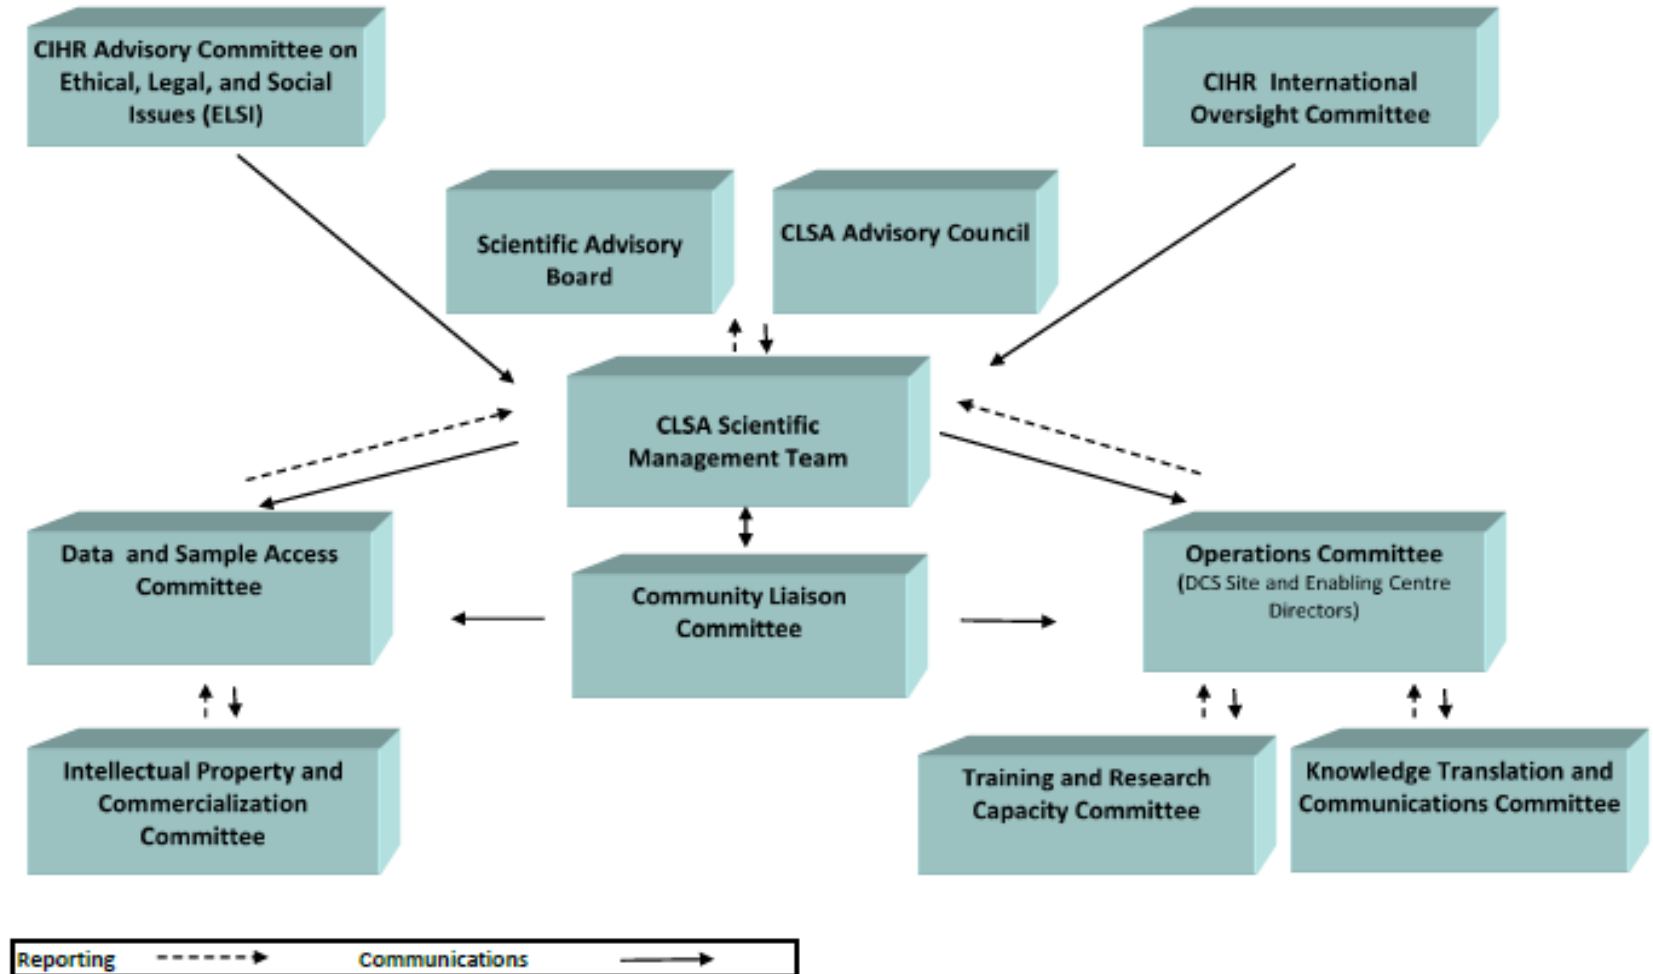 CIHR Advisory Committee on
Ethical, Legal, and Social
Issues (ELSI)
CIHR International
Oversight Committee
Scientific Advisory
Board
CLSA Advisory Council
CLSA Scientific
Management Team
Data and Sample Access
Committee
Community Liaison
Committee
Operations Committee
(DCS Site and Enabling Centre
Directors)
Intellectual Property and
Commercialization
Committee
Training and Research
Capacity Committee
Knowledge Translation and
Communications Committee
Reporting Communications